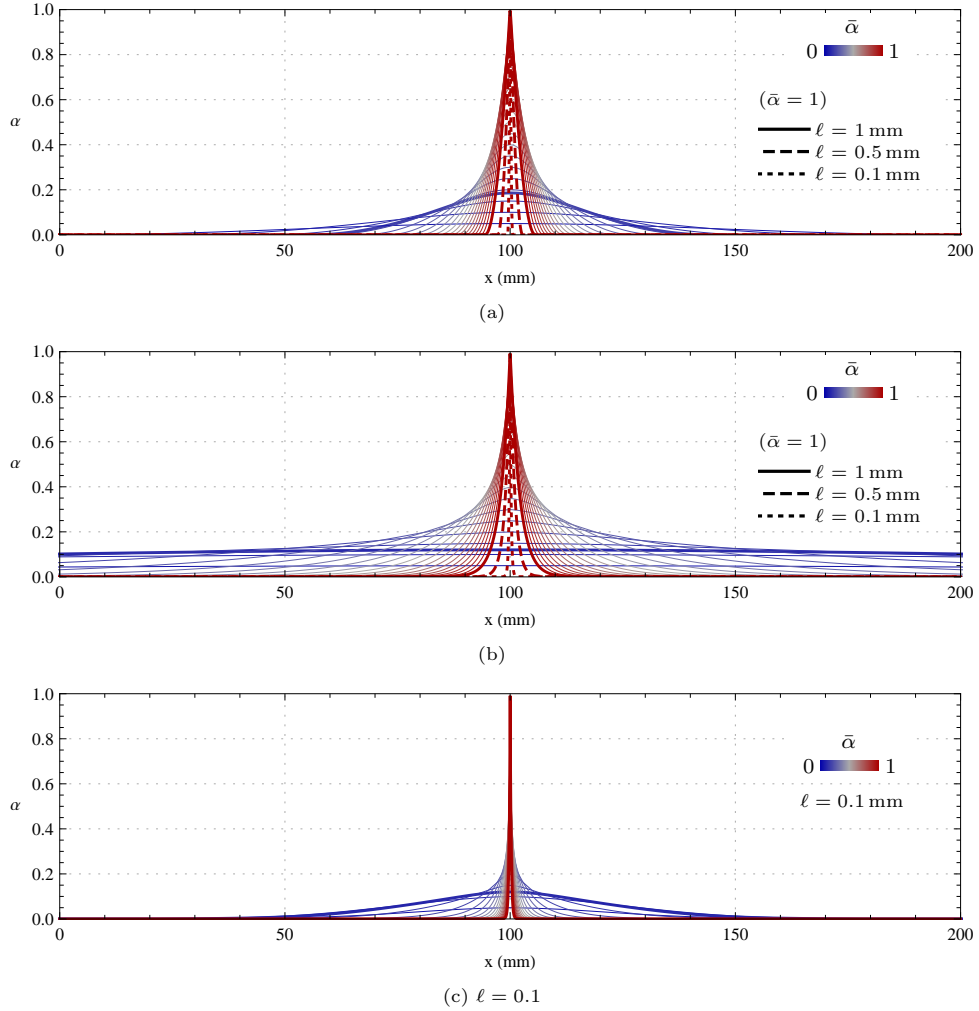 1.0
0.8
0.6
α
0.4
0.2
0.0
0 50 100 150 200
x (mm)
ᾱ
0 1
(ᾱ = 1)
ℓ = 1 mm
ℓ = 0.5 mm
ℓ = 0.1 mm
(a)
1.0
0.8
0.6
α
0.4
0.2
0.0
0 50 100 150 200
x (mm)
ᾱ
0 1
(ᾱ = 1)
ℓ = 1 mm
ℓ = 0.5 mm
ℓ = 0.1 mm
(b)
1.0
0.8
0.6
α
0.4
0.2
0.0
0 50 100 150 200
x (mm)
ᾱ
0 1
ℓ = 0.1 mm
(c) ℓ = 0.1